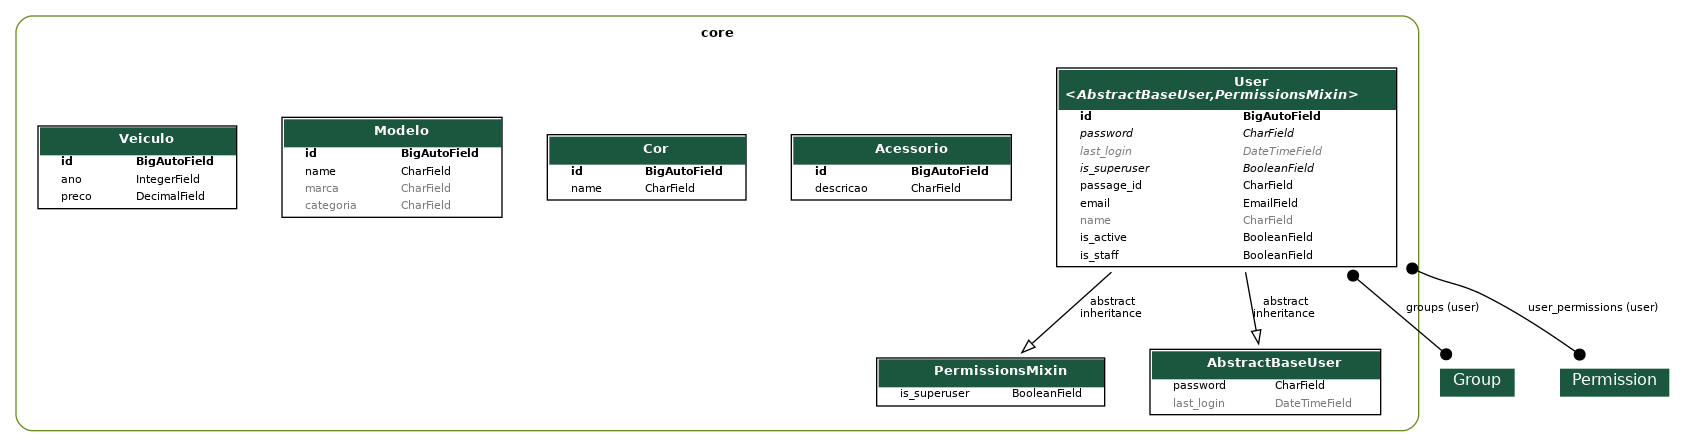 core
Veiculo
id BigAutoField
ano IntegerField
preco DecimalField
Modelo
id BigAutoField
name CharField
marca CharField
categoria CharField
Cor
id BigAutoField
name CharField
Acessorio
id BigAutoField
descricao CharField
User
<AbstractBaseUser,PermissionsMixin>
id BigAutoField
password CharField
last_login DateTimeField
is_superuser BooleanField
passage_id CharField
email EmailField
name CharField
is_active BooleanField
is_staff BooleanField
abstract
inheritance
abstract
inheritance
groups (user)
user_permissions (user)
PermissionsMixin
is_superuser BooleanField
AbstractBaseUser
password CharField
last_login DateTimeField
Group
Permission